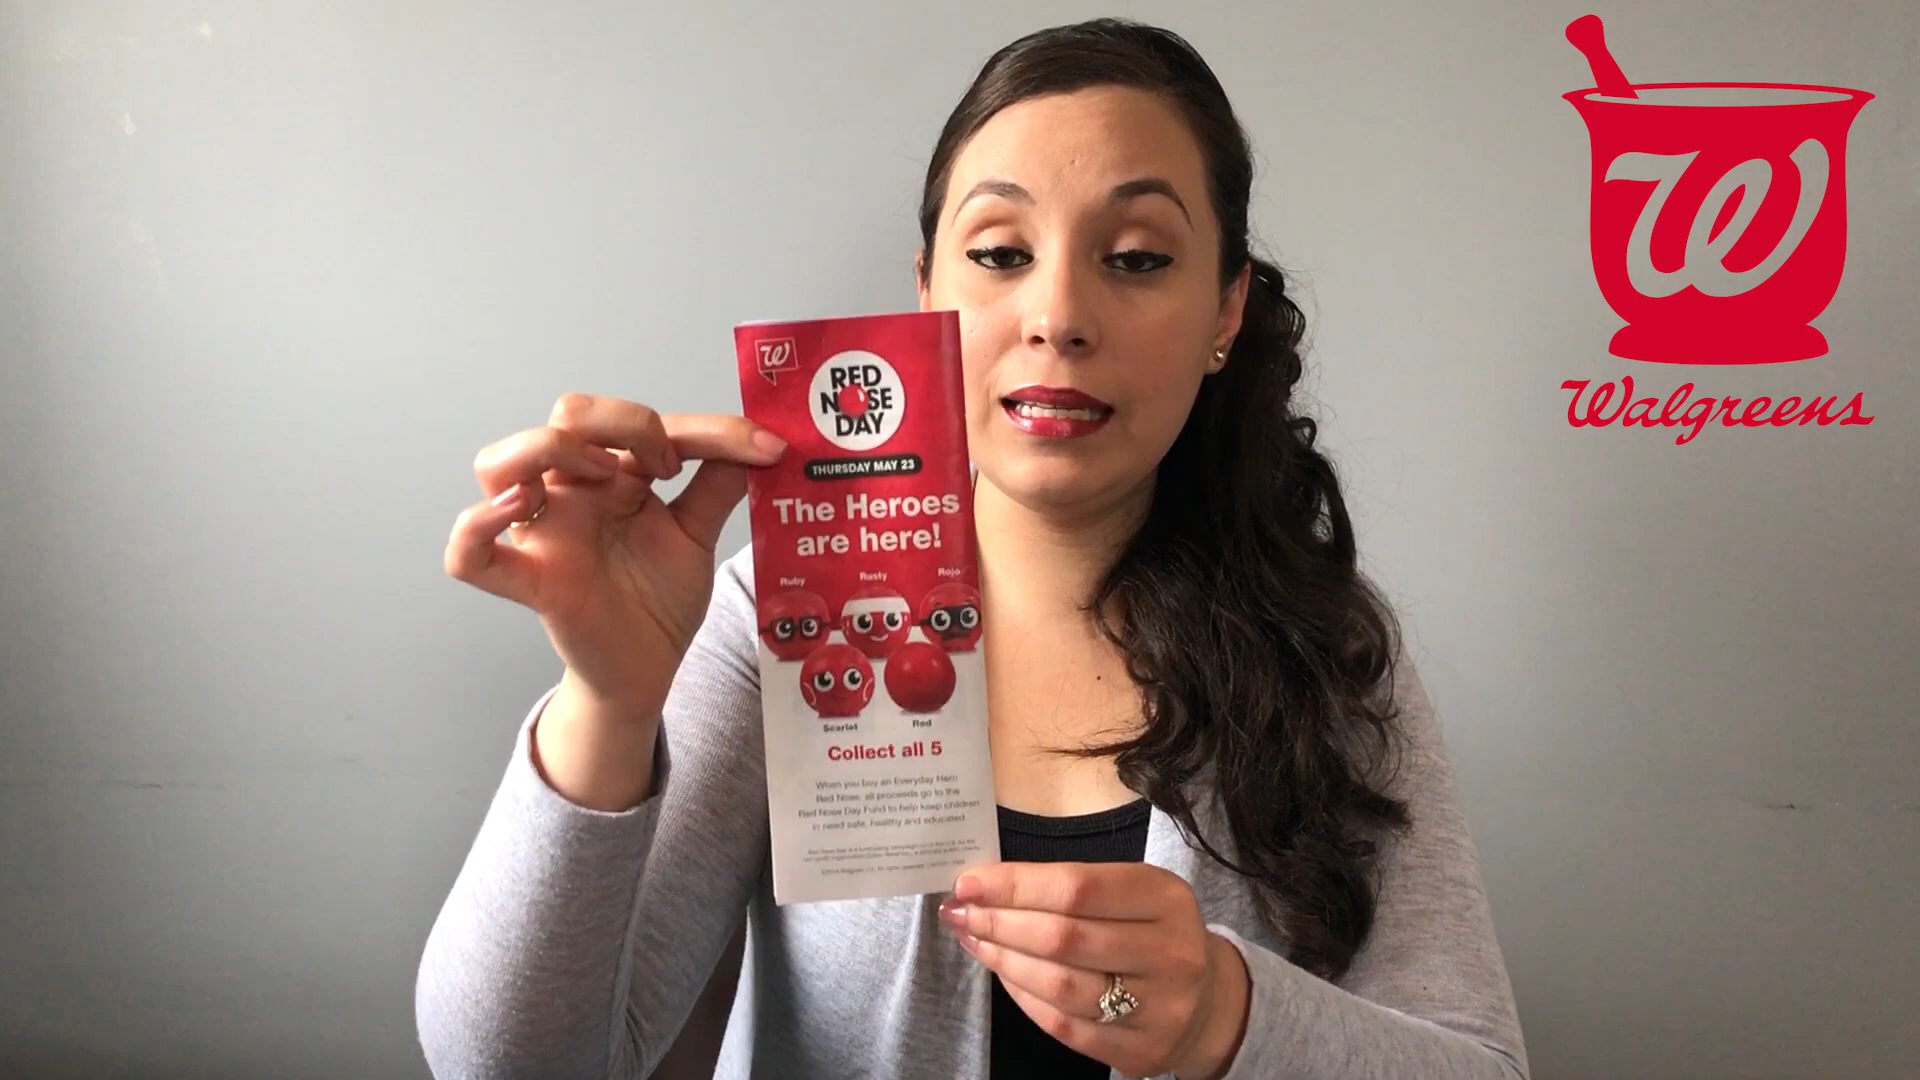 W
RED
NOSE
DAY
THURSDAY MAY 23
The Heroes
are here!
Ruby Rusty Rojo
Scarlet Red
Collect all 5
When you buy an Everyday Hero
Red Nose, all proceeds go to the
Red Nose Day Fund to help keep children
in need safe, healthy and educated.
W
Walgreens